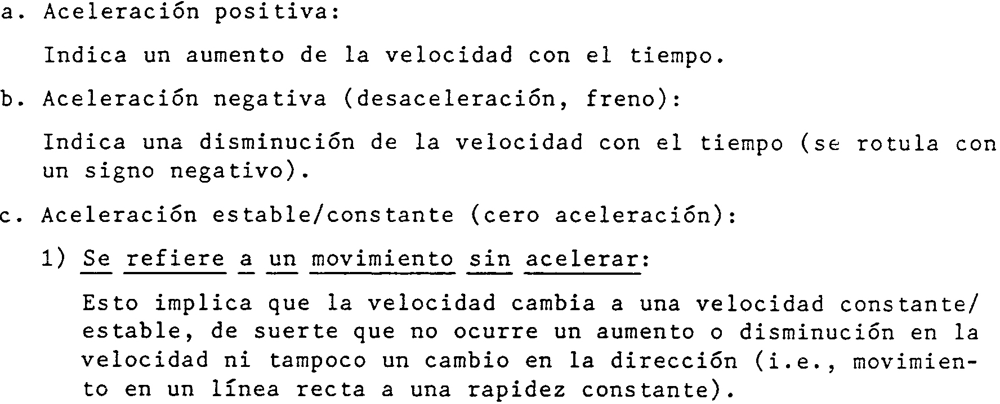 a. Aceleración positiva:
Indica un aumento de la velocidad con el tiempo.
b. Aceleración negativa (desaceleración, freno):
Indica una disminución de la velocidad con el tiempo (se rotula con
un signo negativo).
c. Aceleración estable/constante (cero aceleración):
1) Se refiere a un movimiento sin acelerar:
Esto implica que la velocidad cambia a una velocidad constante/
estable, de suerte que no ocurre un aumento o disminución en la
velocidad ni tampoco un cambio en la dirección (i.e., movimien-
to en un línea recta a una rapidez constante).